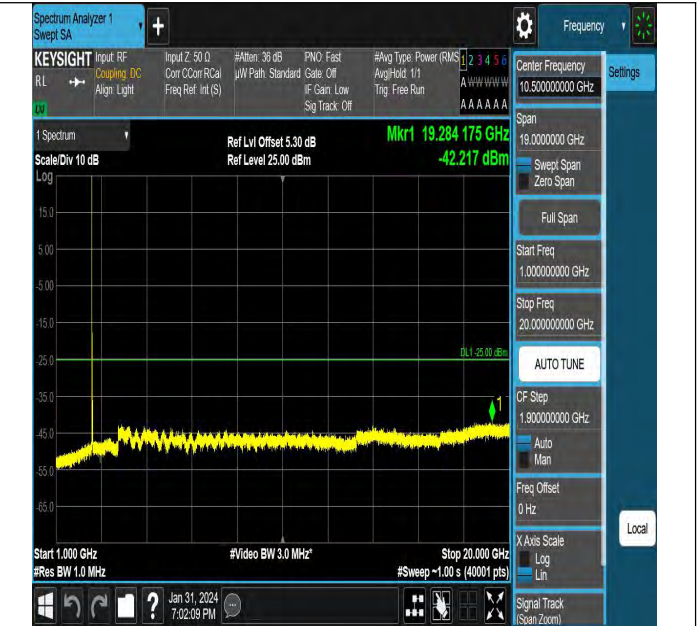 Spectrum Analyzer 1
Swept SA
+
Frequency
KEYSIGHT
RL
Input: RF
Coupling: DC
Align: Light
Input Z: 50 Ω
Corr CCorr RCal
Freq Ref: Int (S)
#Atten: 36 dB
µW Path: Standard
PNO: Fast
Gate: Off
IF Gain: Low
Sig Track: Off
#Avg Type: Power (RMS
Avg|Hold: 1/1
Trig: Free Run
1 2 3 4 5 6
A W W W W W
A A A A A A
1 Spectrum
Scale/Div 10 dB
Log
Ref Lvl Offset 5.30 dB
Ref Level 25.00 dBm
Mkr1 19.284 175 GHz
-42.217 dBm
15.0
5.00
-5.00
-15.0
-25.0
-35.0
-45.0
-55.0
-65.0
DL1 -25.00 dBm
1
Start 1.000 GHz
#Res BW 1.0 MHz
#Video BW 3.0 MHz*
Stop 20.000 GHz
#Sweep ~1.00 s (40001 pts)
Jan 31, 2024
7:02:09 PM
Center Frequency
10.500000000 GHz
Settings
Span
19.0000000 GHz
Swept Span
Zero Span
Full Span
Start Freq
1.000000000 GHz
Stop Freq
20.000000000 GHz
AUTO TUNE
CF Step
1.900000000 GHz
Auto
Man
Freq Offset
0 Hz
X Axis Scale
Log
Lin
Local
Signal Track
(Span Zoom)